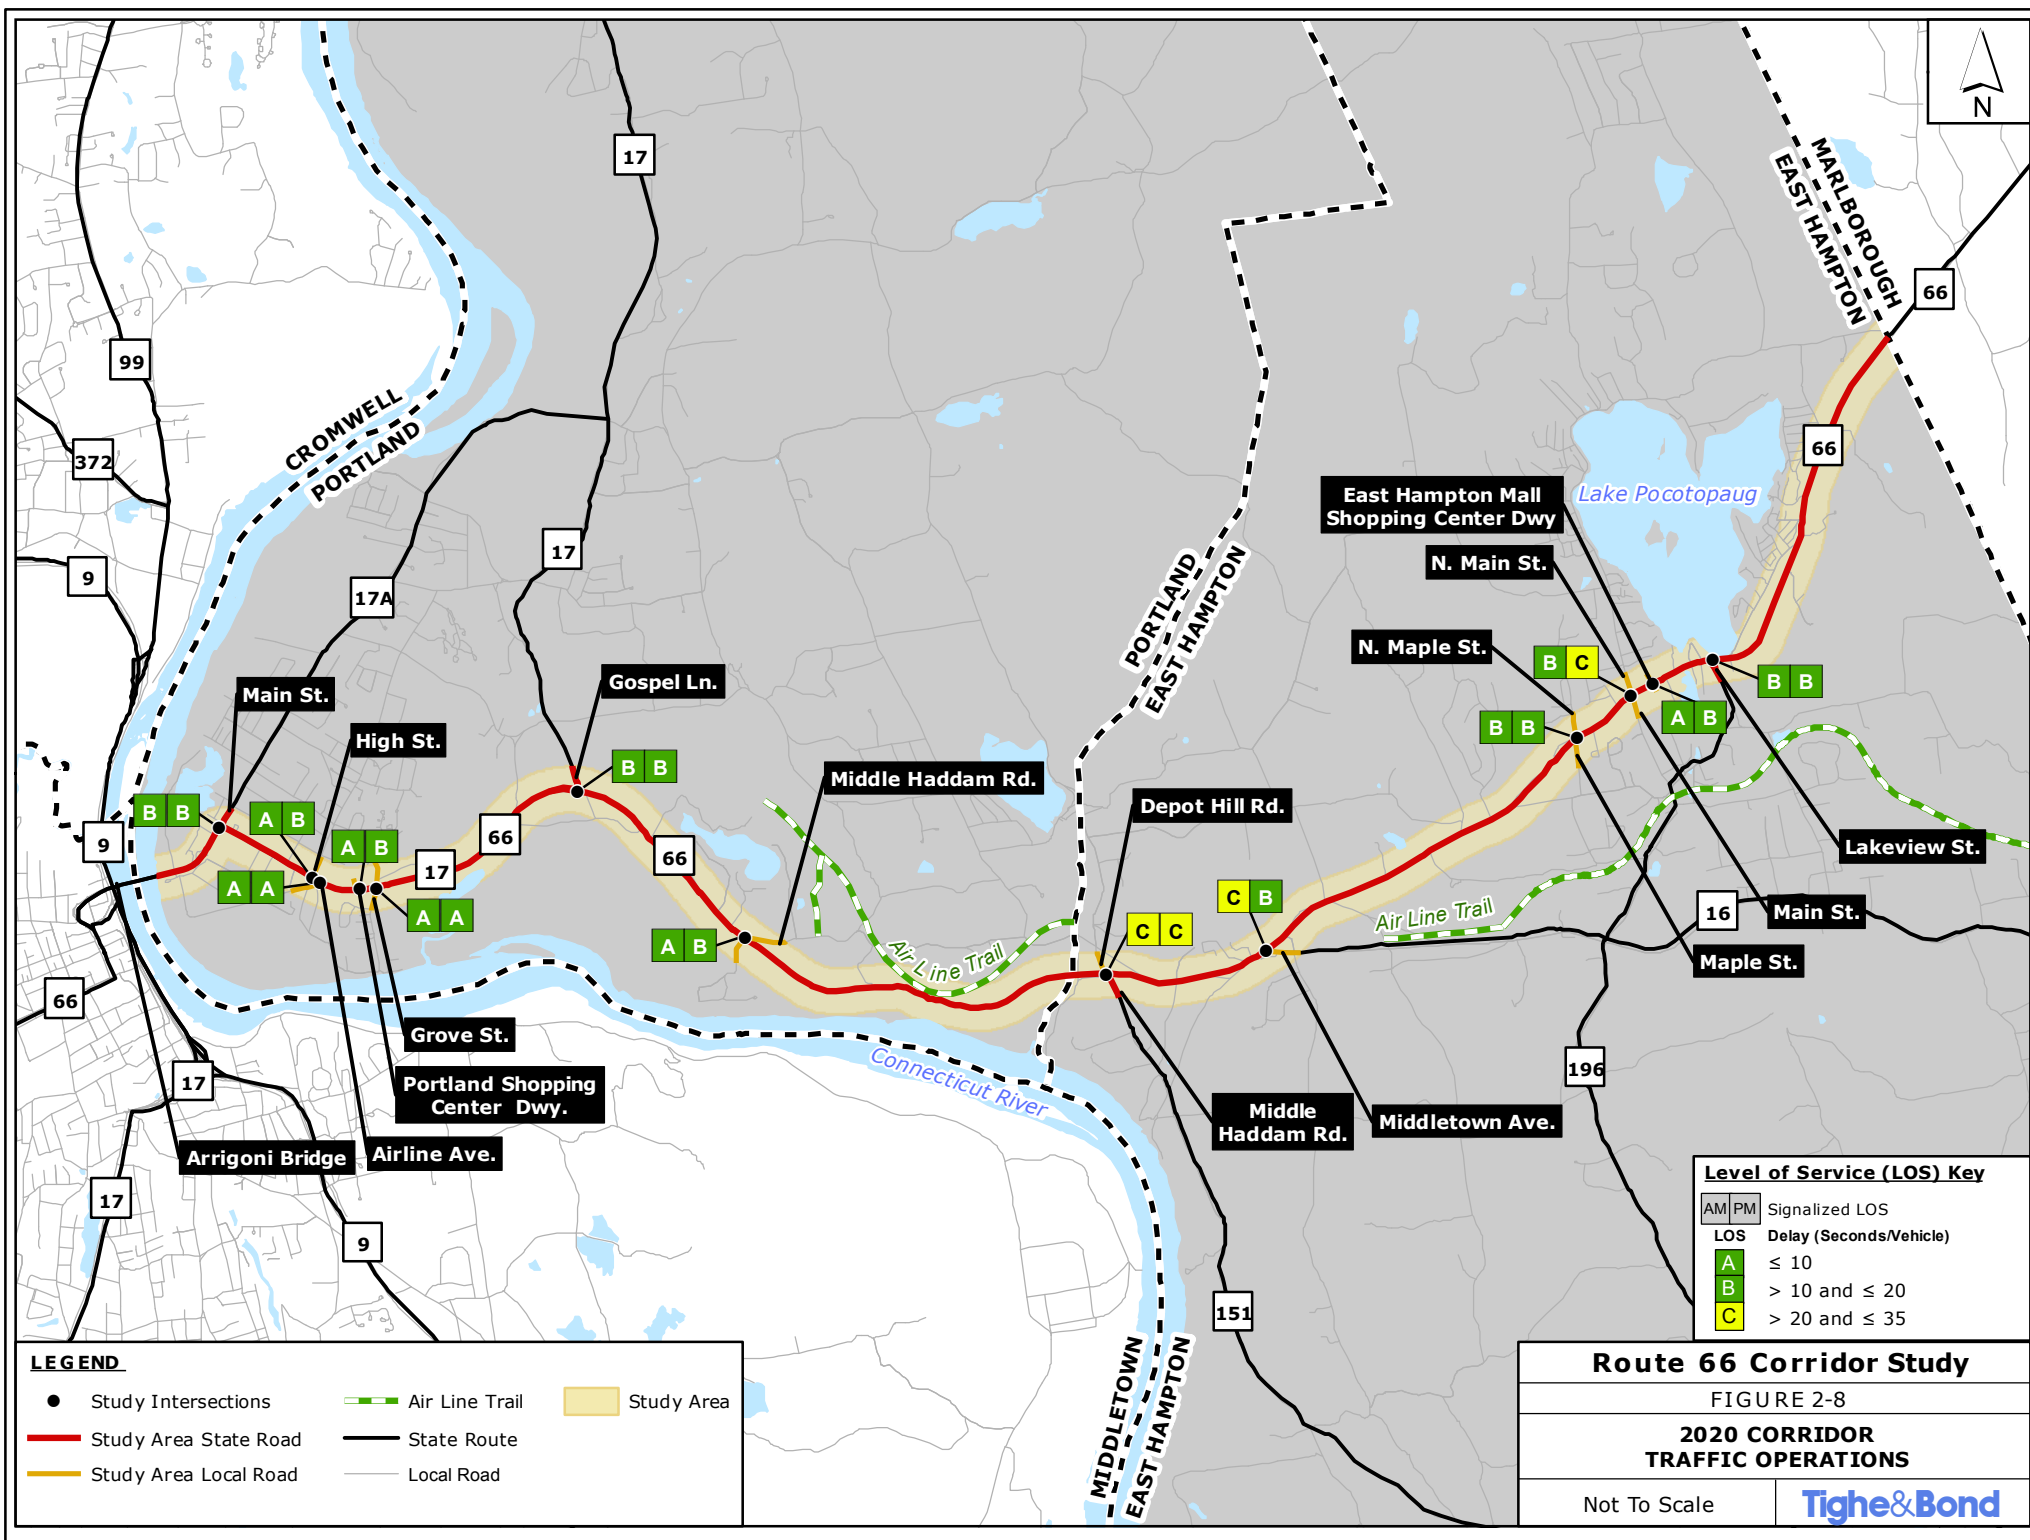 N
MARLBOROUGH
EAST HAMPTON
66
17
99
CROMWELL
PORTLAND
372
9
17A
17
66
East Hampton Mall
Shopping Center Dwy
Lake Pocotopaug
N. Main St.
PORTLAND
EAST HAMPTON
N. Maple St.
B C
B B
Main St.
Gospel Ln.
High St.
B B
A B
B B
Middle Haddam Rd.
Depot Hill Rd.
B B
A B
A B
9
66
66
17
Lakeview St.
A A
A A
C B
16
Main St.
Air Line Trail
A B
C C
Air Line Trail
Maple St.
66
Grove St.
Connecticut River
196
17
Portland Shopping
Center Dwy.
Middle
Haddam Rd.
Middletown Ave.
Arrigoni Bridge
Airline Ave.
17
9
151
MIDDLETOWN
EAST HAMPTON
Level of Service (LOS) Key
AM PM Signalized LOS
LOS Delay (Seconds/Vehicle)
A ≤ 10
B > 10 and ≤ 20
C > 20 and ≤ 35
LEGEND
Study Intersections
Air Line Trail
Study Area
Study Area State Road
State Route
Study Area Local Road
Local Road
Route 66 Corridor Study
FIGURE 2-8
2020 CORRIDOR
TRAFFIC OPERATIONS
Not To Scale
Tighe&Bond